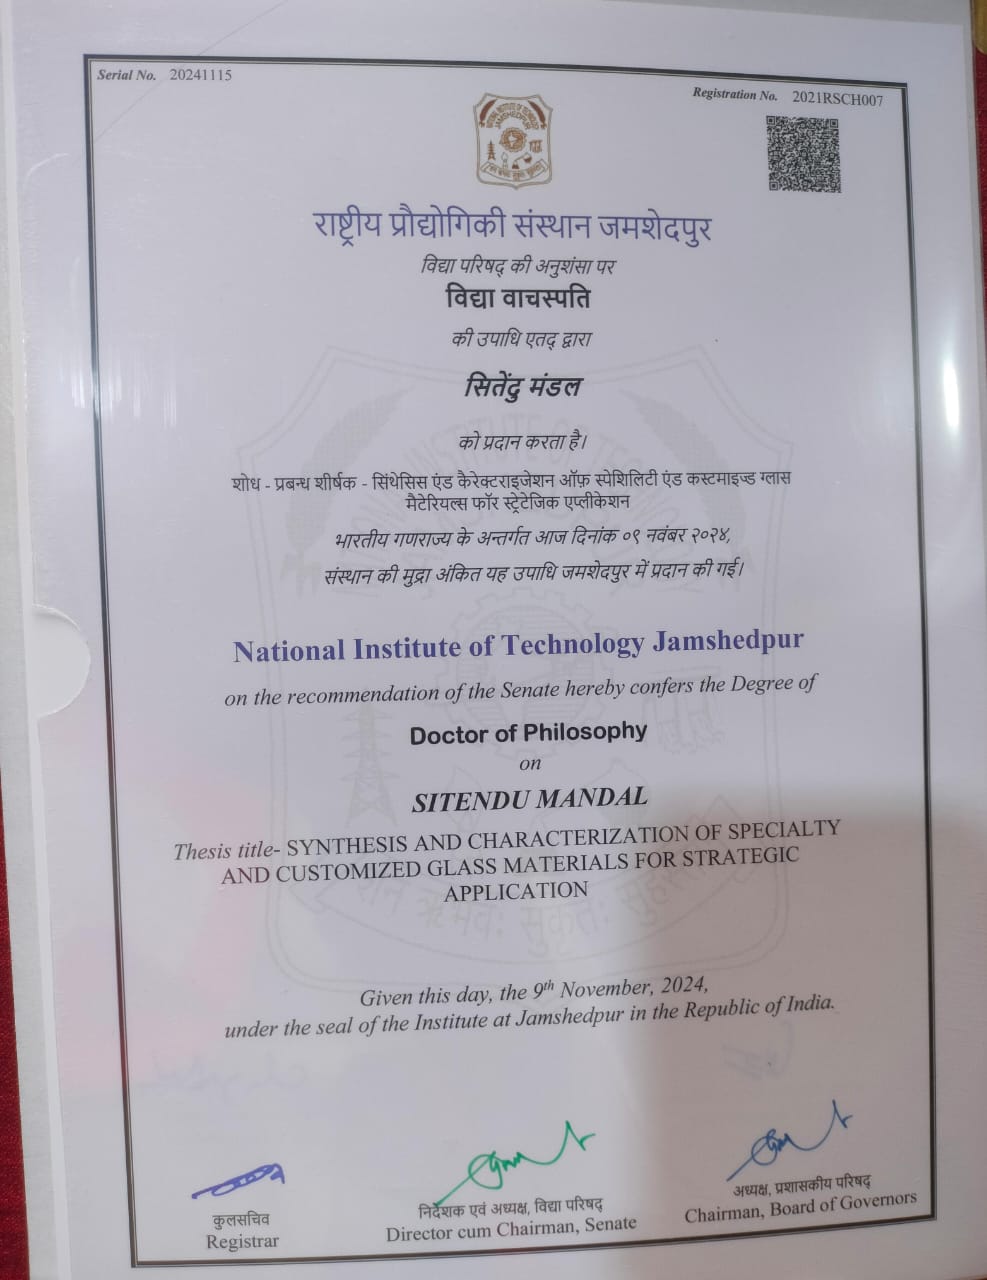 Serial No. 20241115
Registration No. 2021RSCH007
NATIONAL INSTITUTE OF TECHNOLOGY
JAMSHEDPUR
राष्ट्रीय प्रौद्योगिकी संस्थान जमशेदपुर
विद्या परिषद् की अनुशंसा पर
विद्या वाचस्पति
की उपाधि एतद् द्वारा
सितेंदु मंडल
को प्रदान करता है।
शोध - प्रबन्ध शीर्षक - सिंथेसिस एंड कैरेक्टराइजेशन ऑफ़ स्पेशिलिटी एंड कस्टमाइज्ड ग्लास
मैटेरियल्स फॉर स्ट्रेटेजिक एप्लीकेशन
भारतीय गणराज्य के अन्तर्गत आज दिनांक ०९ नवंबर २०२४,
संस्थान की मुद्रा अंकित यह उपाधि जमशेदपुर में प्रदान की गई।
National Institute of Technology Jamshedpur
on the recommendation of the Senate hereby confers the Degree of
Doctor of Philosophy
on
SITENDU MANDAL
Thesis title- SYNTHESIS AND CHARACTERIZATION OF SPECIALTY
AND CUSTOMIZED GLASS MATERIALS FOR STRATEGIC
APPLICATION
Given this day, the 9th November, 2024,
under the seal of the Institute at Jamshedpur in the Republic of India.
कुलसचिव
Registrar
निर्देशक एवं अध्यक्ष, विद्या परिषद्
Director cum Chairman, Senate
अध्यक्ष, प्रशासकीय परिषद्
Chairman, Board of Governors